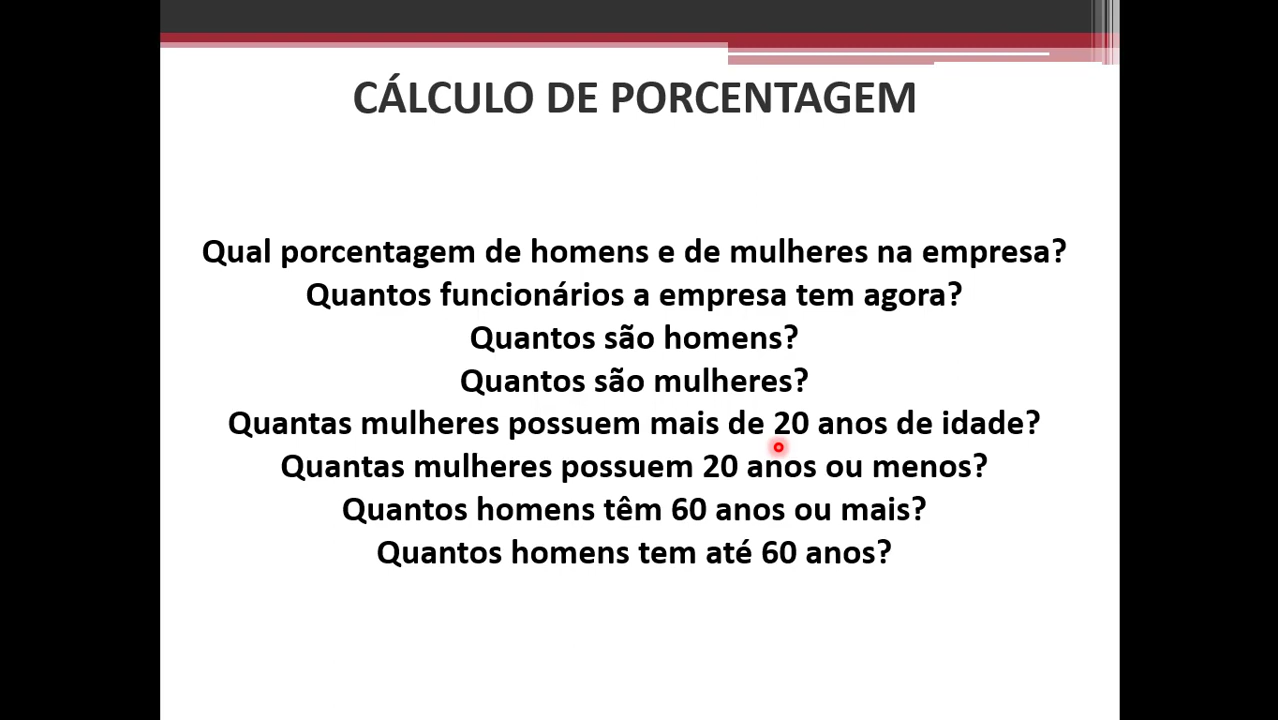 CÁLCULO DE PORCENTAGEM
Qual porcentagem de homens e de mulheres na empresa?
Quantos funcionários a empresa tem agora?
Quantos são homens?
Quantos são mulheres?
Quantas mulheres possuem mais de 20 anos de idade?
Quantas mulheres possuem 20 anos ou menos?
Quantos homens têm 60 anos ou mais?
Quantos homens tem até 60 anos?